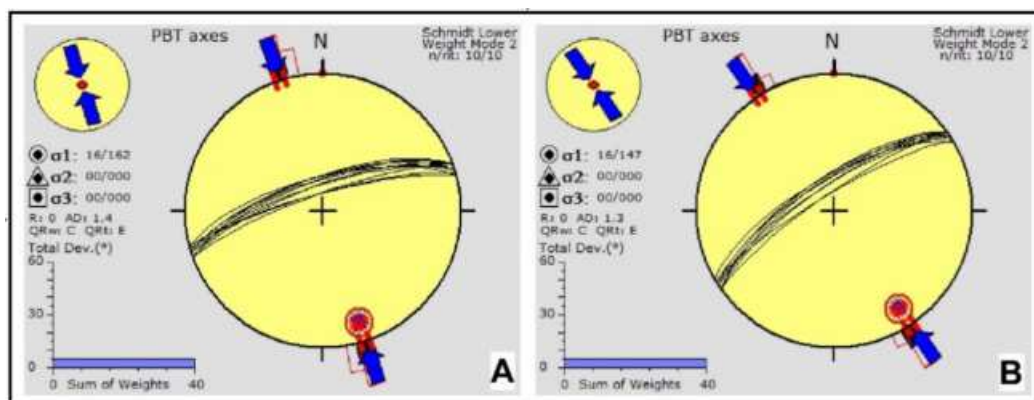 PBT axes
N
Schmidt Lower
Weight Mode 2
n/nt: 10/10
σ1: 16/162
σ2: 00/000
σ3: 00/000
R: 0 AD: 1.4
QRw: C QRt: E
Total Dev.(°)
60
30
0
0 Sum of Weights 40
A
PBT axes
N
Schmidt Lower
Weight Mode 2
n/nt: 10/10
σ1: 16/147
σ2: 00/000
σ3: 00/000
R: 0 AD: 1.3
QRw: C QRt: E
Total Dev.(°)
60
30
0
0 Sum of Weights 40
B